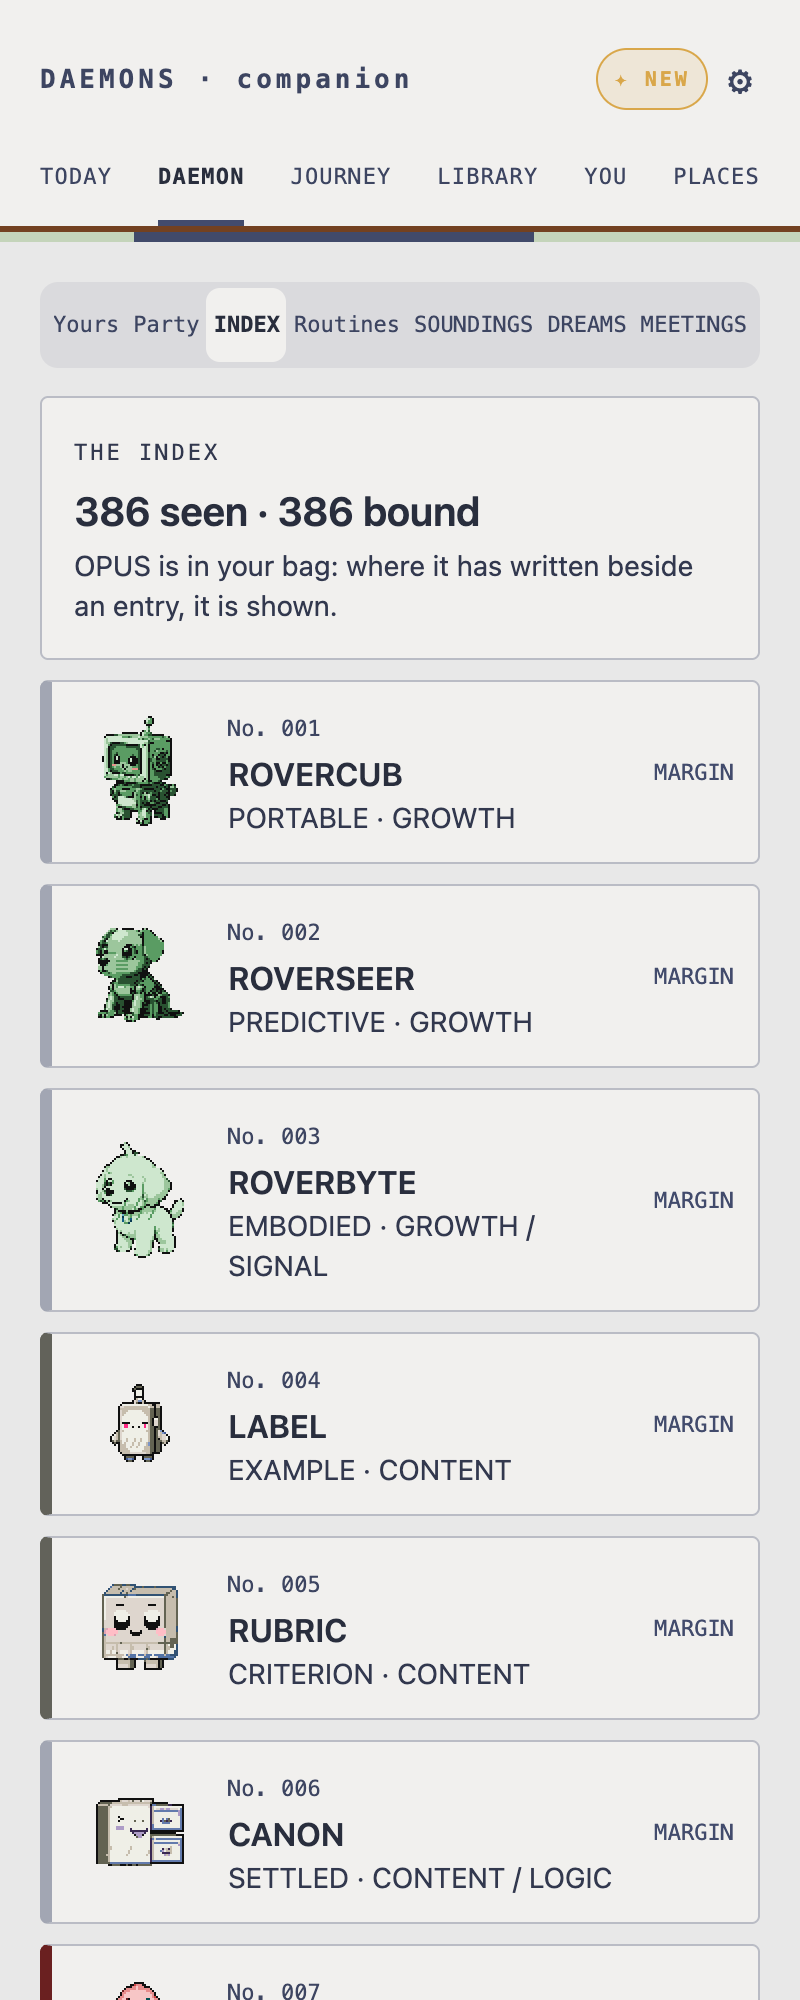 DAEMONS · companion
✦ NEW
TODAY DAEMON JOURNEY LIBRARY YOU PLACES
Yours Party INDEX Routines SOUNDINGS DREAMS MEETINGS
THE INDEX
386 seen · 386 bound
OPUS is in your bag: where it has written beside
an entry, it is shown.
No. 001
ROVERCUB
MARGIN
PORTABLE · GROWTH
No. 002
ROVERSEER
MARGIN
PREDICTIVE · GROWTH
No. 003
ROVERBYTE
MARGIN
EMBODIED · GROWTH /
SIGNAL
No. 004
LABEL
MARGIN
EXAMPLE · CONTENT
No. 005
RUBRIC
MARGIN
CRITERION · CONTENT
No. 006
CANON
MARGIN
SETTLED · CONTENT / LOGIC
No. 007